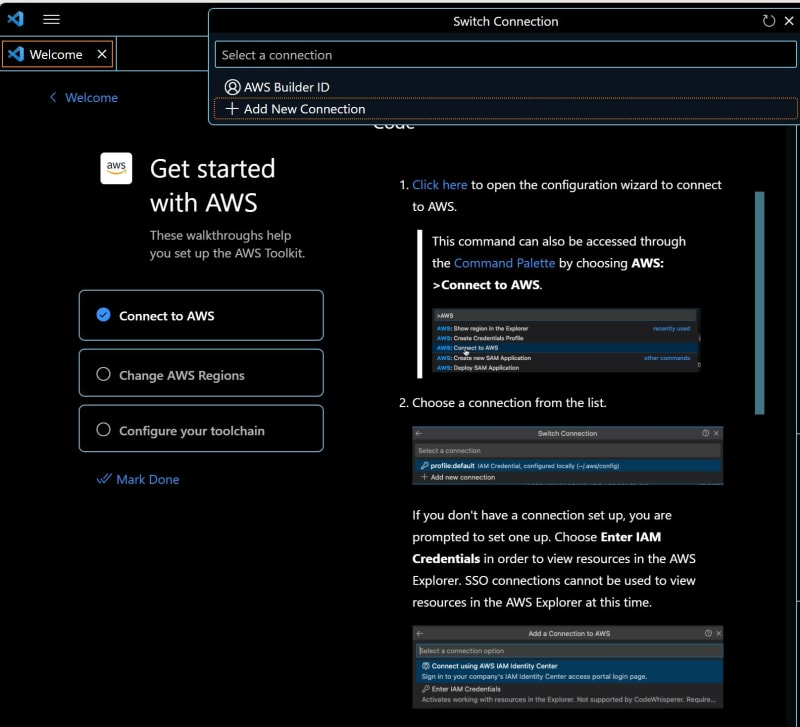 Switch Connection
Select a connection
AWS Builder ID
+ Add New Connection
Welcome
< Welcome
Code
aws
Get started
with AWS
These walkthroughs help
you set up the AWS Toolkit.
Connect to AWS
Change AWS Regions
Configure your toolchain
Mark Done
1. Click here to open the configuration wizard to connect
to AWS.
This command can also be accessed through
the Command Palette by choosing AWS:
>Connect to AWS.
>AWS
AWS: Show region in the Explorer recently used
AWS: Create Credentials Profile
AWS: Connect to AWS
AWS: Create new SAM Application other commands
AWS: Deploy SAM Application
2. Choose a connection from the list.
Switch Connection
Select a connection
profile:default IAM Credential, configured locally (~/.aws/config)
+ Add new connection
If you don't have a connection set up, you are
prompted to set one up. Choose Enter IAM
Credentials in order to view resources in the AWS
Explorer. SSO connections cannot be used to view
resources in the AWS Explorer at this time.
Add a Connection to AWS
Select a connection option
Connect using AWS IAM Identity Center
Sign in to your company's IAM Identity Center access portal login page.
Enter IAM Credentials
Activates working with resources in the Explorer. Not supported by CodeWhisperer. Require...